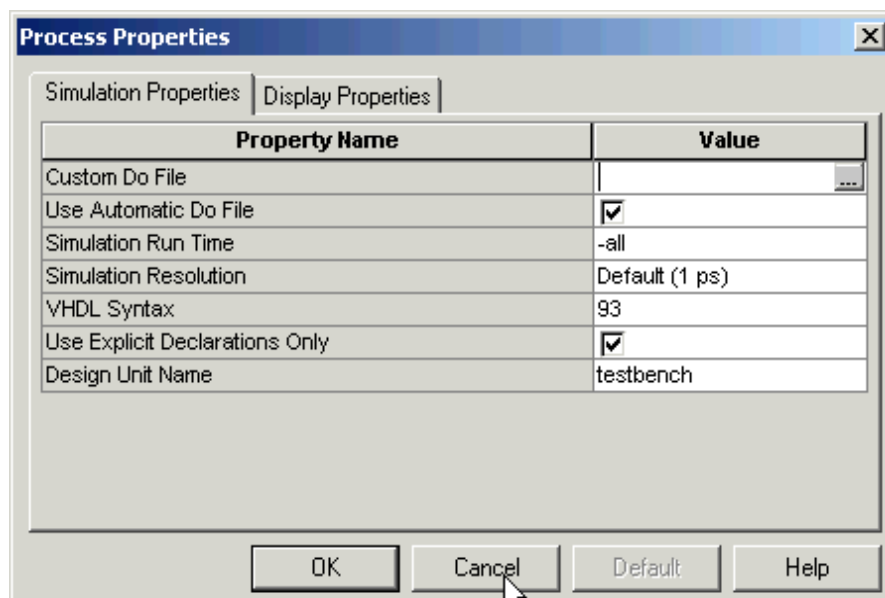 Process Properties
Simulation Properties Display Properties
Property Name Value
Custom Do File ...
Use Automatic Do File
Simulation Run Time -all
Simulation Resolution Default (1 ps)
VHDL Syntax 93
Use Explicit Declarations Only
Design Unit Name testbench
OK Cancel Default Help